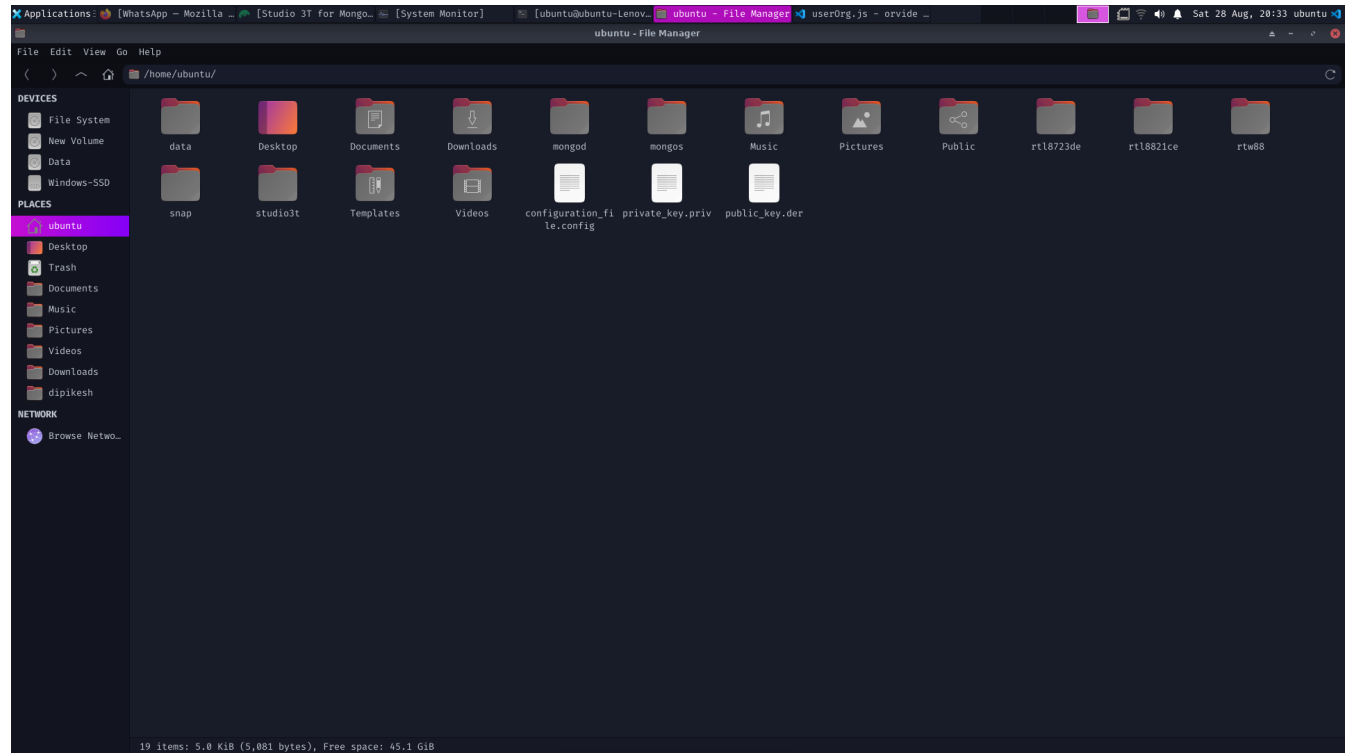 Applications [WhatsApp — Mozilla … [Studio 3T for Mongo… [System Monitor] [ubuntu@ubuntu-Lenov… ubuntu - File Manager userOrg.js - orvide … Sat 28 Aug, 20:33 ubuntu
ubuntu - File Manager
File Edit View Go Help
/home/ubuntu/
DEVICES
File System
New Volume
Data
Windows-SSD
PLACES
ubuntu
Desktop
Trash
Documents
Music
Pictures
Videos
Downloads
dipikesh
NETWORK
Browse Netwo…
data Desktop Documents Downloads mongod mongos Music Pictures Public rtl8723de rtl8821ce rtw88
snap studio3t Templates Videos configuration_fi private_key.priv public_key.der
le.config
19 items: 5.0 KiB (5,081 bytes), Free space: 45.1 GiB